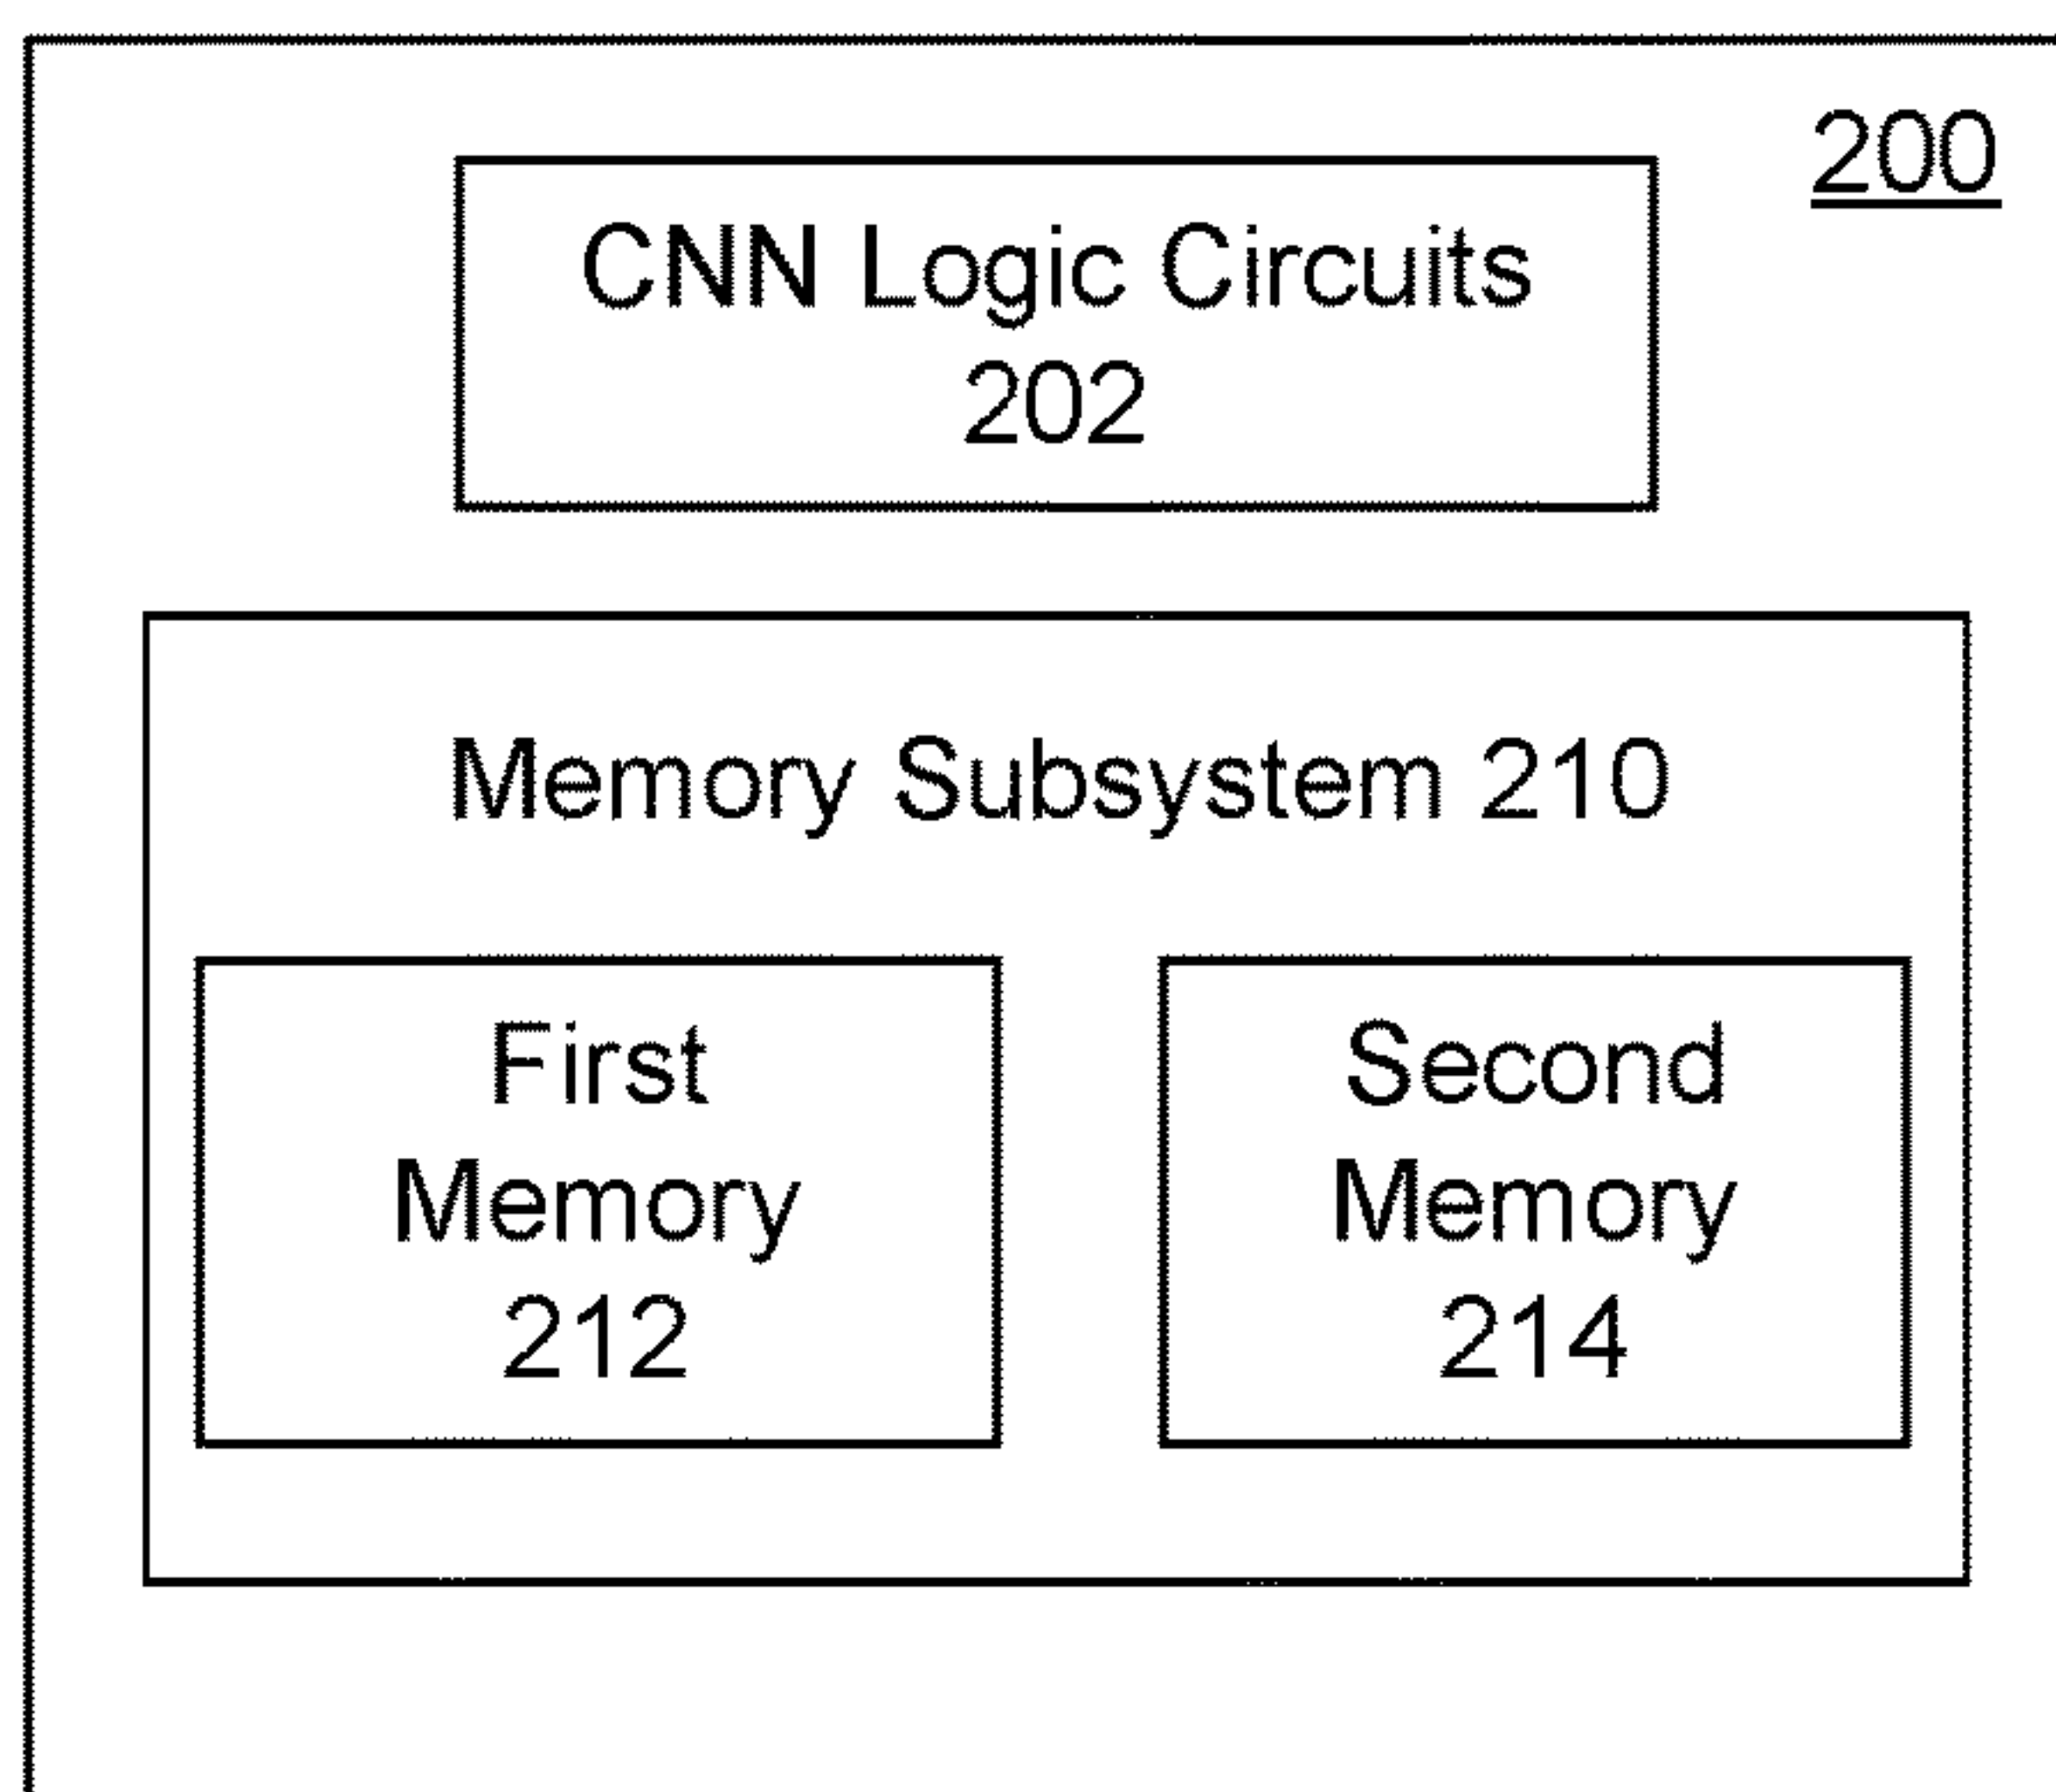 200
CNN Logic Circuits
202
Memory Subsystem 210
First
Memory
212
Second
Memory
214